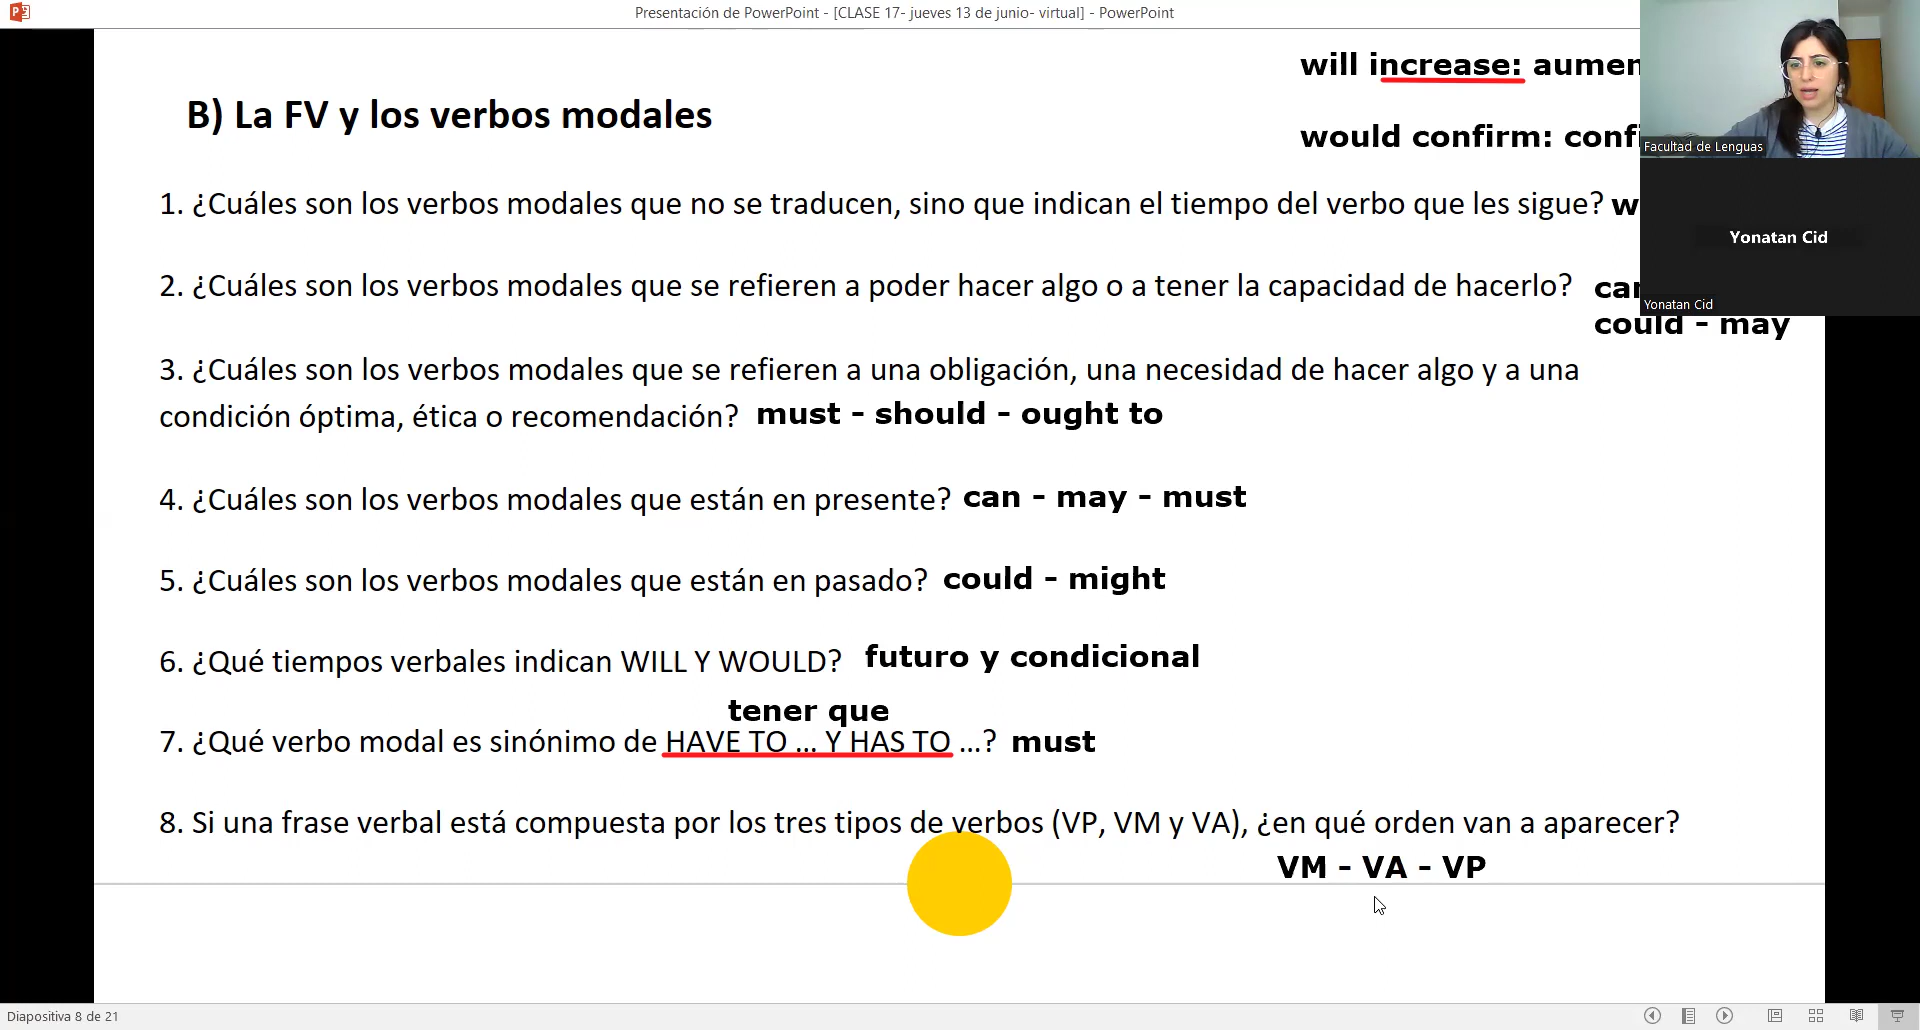 Presentación de PowerPoint - [CLASE 17- jueves 13 de junio- virtual] - PowerPoint
will increase:
would confirm:
Facultad de Lenguas
B) La FV y los verbos modales
1. ¿Cuáles son los verbos modales que no se traducen, sino que indican el tiempo del verbo que les sigue?
Yonatan Cid
Yonatan Cid
2. ¿Cuáles son los verbos modales que se refieren a poder hacer algo o a tener la capacidad de hacerlo?
could - may
3. ¿Cuáles son los verbos modales que se refieren a una obligación, una necesidad de hacer algo y a una
condición óptima, ética o recomendación? must - should - ought to
4. ¿Cuáles son los verbos modales que están en presente? can - may - must
5. ¿Cuáles son los verbos modales que están en pasado? could - might
6. ¿Qué tiempos verbales indican WILL Y WOULD? futuro y condicional
tener que
7. ¿Qué verbo modal es sinónimo de HAVE TO ... Y HAS TO ...? must
8. Si una frase verbal está compuesta por los tres tipos de verbos (VP, VM y VA), ¿en qué orden van a aparecer?
VM - VA - VP
Diapositiva 8 de 21